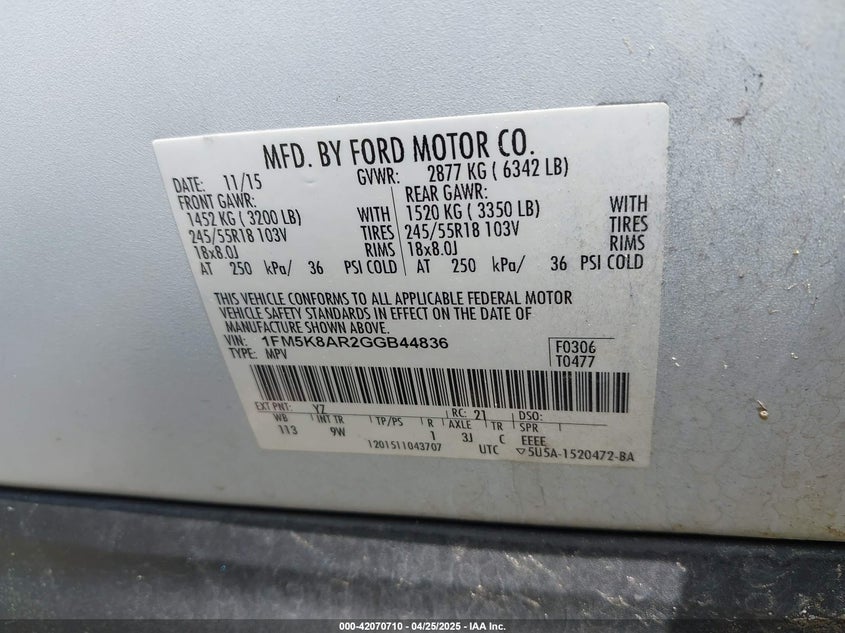 MFD. BY FORD MOTOR CO.
DATE: 11/15 GVWR: 2877 KG ( 6342 LB)
FRONT GAWR: REAR GAWR:
1452 KG ( 3200 LB) WITH 1520 KG ( 3350 LB) WITH
245/55R18 103V TIRES 245/55R18 103V TIRES
18x8.0J RIMS 18x8.0J RIMS
AT 250 kPa/ 36 PSI COLD AT 250 kPa/ 36 PSI COLD
THIS VEHICLE CONFORMS TO ALL APPLICABLE FEDERAL MOTOR
VEHICLE SAFETY STANDARDS IN EFFECT ON THE DATE OF
MANUFACTURE SHOWN ABOVE.
VIN: 1FM5K8AR2GGB44836 F0306
TYPE: MPV T0477
EXT PNT: YZ RC: 21 DSO:
WB INT TR TP/PS R AXLE TR SPR
113 9W 1 3J C EEEE
1201511043707 UTC ▽5U5A-1520472-BA
000-42070710 | 04/25/2025 - IAA Inc.